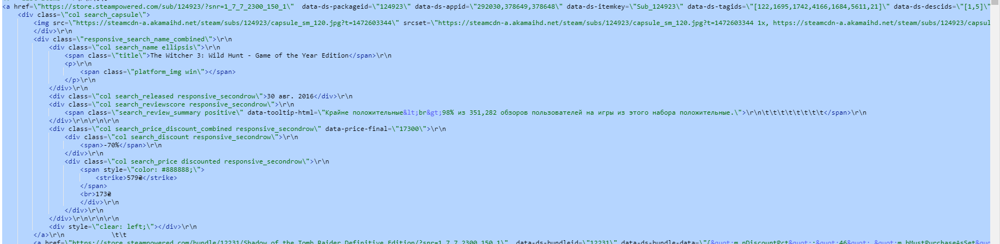 <a href=\"https://store.steampowered.com/sub/124923/?snr=1_7_7_2300_150_1\"  data-ds-packageid=\"124923\" data-ds-appid=\"292030,378649,378648\" data-ds-itemkey=\"Sub_124923\" data-ds-tagids=\"[122,1695,1742,4166,1684,5611,21]\" data-ds-descids=\"[1,5]\"
<div class=\"col search_capsule\">
<img src=\"https://steamcdn-a.akamaihd.net/steam/subs/124923/capsule_sm_120.jpg?t=1472603344\" srcset=\"https://steamcdn-a.akamaihd.net/steam/subs/124923/capsule_sm_120.jpg?t=1472603344 1x, https://steamcdn-a.akamaihd.net/steam/subs/124923/capsul
</div>\r\n
<div class=\"responsive_search_name_combined\">\r\n
<div class=\"col search_name ellipsis\">\r\n
<span class=\"title\">The Witcher 3: Wild Hunt - Game of the Year Edition</span>\r\n
<p>\r\n
<span class=\"platform_img win\"></span>
</p>\r\n
</div>\r\n
<div class=\"col search_released responsive_secondrow\">30 авг. 2016</div>\r\n
<div class=\"col search_reviewscore responsive_secondrow\">\r\n
<span class=\"search_review_summary positive\" data-tooltip-html=\"Крайне положительные&lt;br&gt;98% из 351,282 обзоров пользователей на игры из этого набора положительные.\">\r\n\t\t\t\t\t\t\t\t</span>\r\n
</div>\r\n\r\n\r\n
<div class=\"col search_price_discount_combined responsive_secondrow\" data-price-final=\"17300\">\r\n
<div class=\"col search_discount responsive_secondrow\">\r\n
<span>-70%</span>\r\n
</div>\r\n
<div class=\"col search_price discounted responsive_secondrow\">\r\n
<span style=\"color: #888888;\">
<strike>579₴</strike>
</span>
<br>173₴
</div>\r\n
</div>\r\n
</div>\r\n\r\n\r\n
<div style=\"clear: left;\"></div>\r\n
</a>\r\n            \t\t
<a href=\"https://store.steampowered.com/bundle/12231/Shadow_of_the_Tomb_Raider_Definitive_Edition/?snr=1_7_7_2300_150_1\"  data-ds-bundleid=\"12231\" data-ds-bundle-data=\"{&quot;m_nDiscountPct&quot;:&quot;46&quot;,&quot;m_bMustPurchaseAsSet&quo